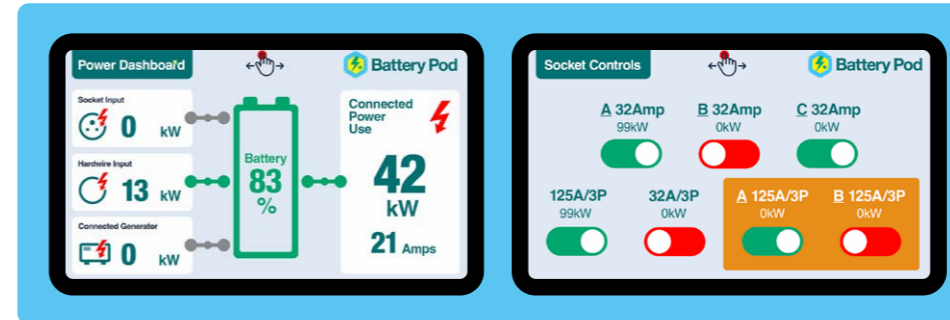 Power Dashboard
Battery Pod
Socket Input
0 kW
Hardwire Input
13 kW
Connected Generator
0 kW
Battery
83
%
Connected
Power
Use
42
kW
21 Amps
Socket Controls
Battery Pod
A 32Amp
99kW
B 32Amp
0kW
C 32Amp
0kW
125A/3P
99kW
32A/3P
0kW
A 125A/3P
0kW
B 125A/3P
0kW